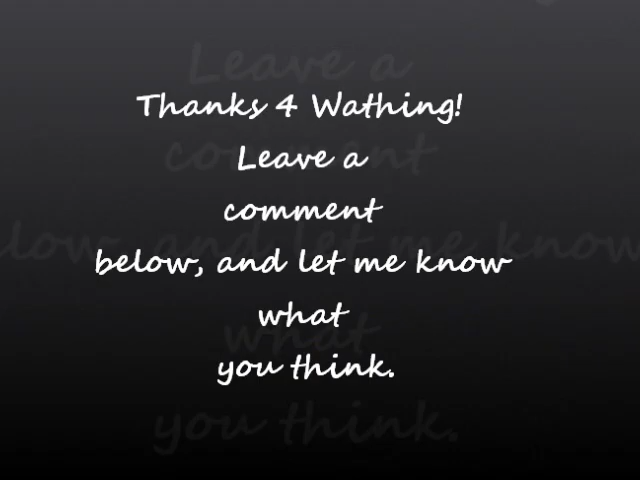 Thanks 4 Wathing!
Leave a
comment
below, and let me know
what
you think.